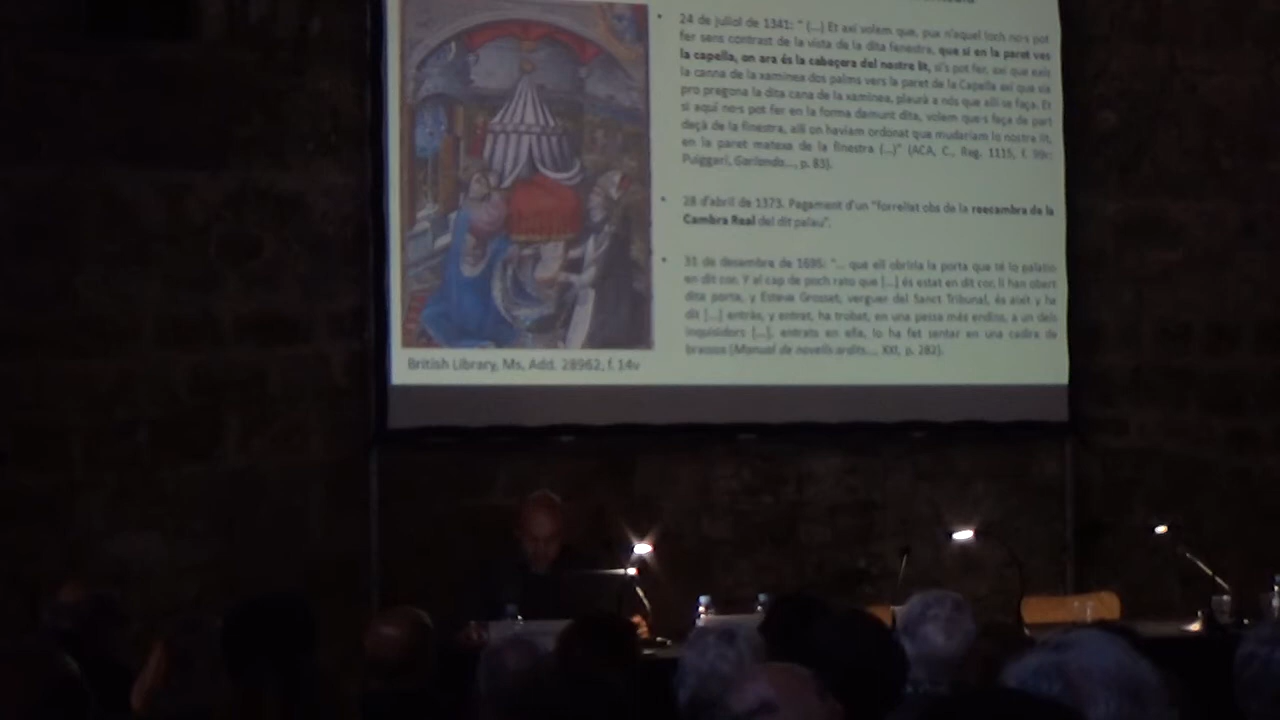 24 de juliol de 1341: " (...) Et axí volem que, pux n'aquel loch no·s pot
fer sens contrast de la vista de la dita fenestra, que si en la paret ves
la capella, on ara és la cabeçera del nostre lit, si's pot fer, axí que exis
la canna de la xaminea dos palms vers la paret de la Capella axí que sia
pro pregona la dita cana de la xaminea, plaurà a nós que allí se faça. Et
si aquí no·s pot fer en la forma damunt dita, volem que·s faça de part
deçà de la finestra, allí on haviam ordonat que mudariam lo nostre lit,
en la paret matexa de la finestra (...)" (ACA, C., Reg. 1115, f. 99r:
Puiggarí, Garlanda..., p. 83).
28 d'abril de 1373. Pagament d'un "forrellat obs de la reecambra de la
Cambra Real del dit palau".
31 de desembre de 1695: "... que ell obriria la porta que té lo palatio
en dit cor. Y al cap de poch rato que [...] és estat en dit cor, li han obert
dita porta, y Esteve Grosset, verguer del Sanct Tribunal, és aixit y ha
dit [...] entràs, y entrat, ha trobat, en una pessa més endins, a un dels
inquisidors [...], entrats en ella, lo ha fet sentar en una cadira de
brassos (Manual de novells ardits..., XXI, p. 282).
British Library, Ms, Add. 28962, f. 14v